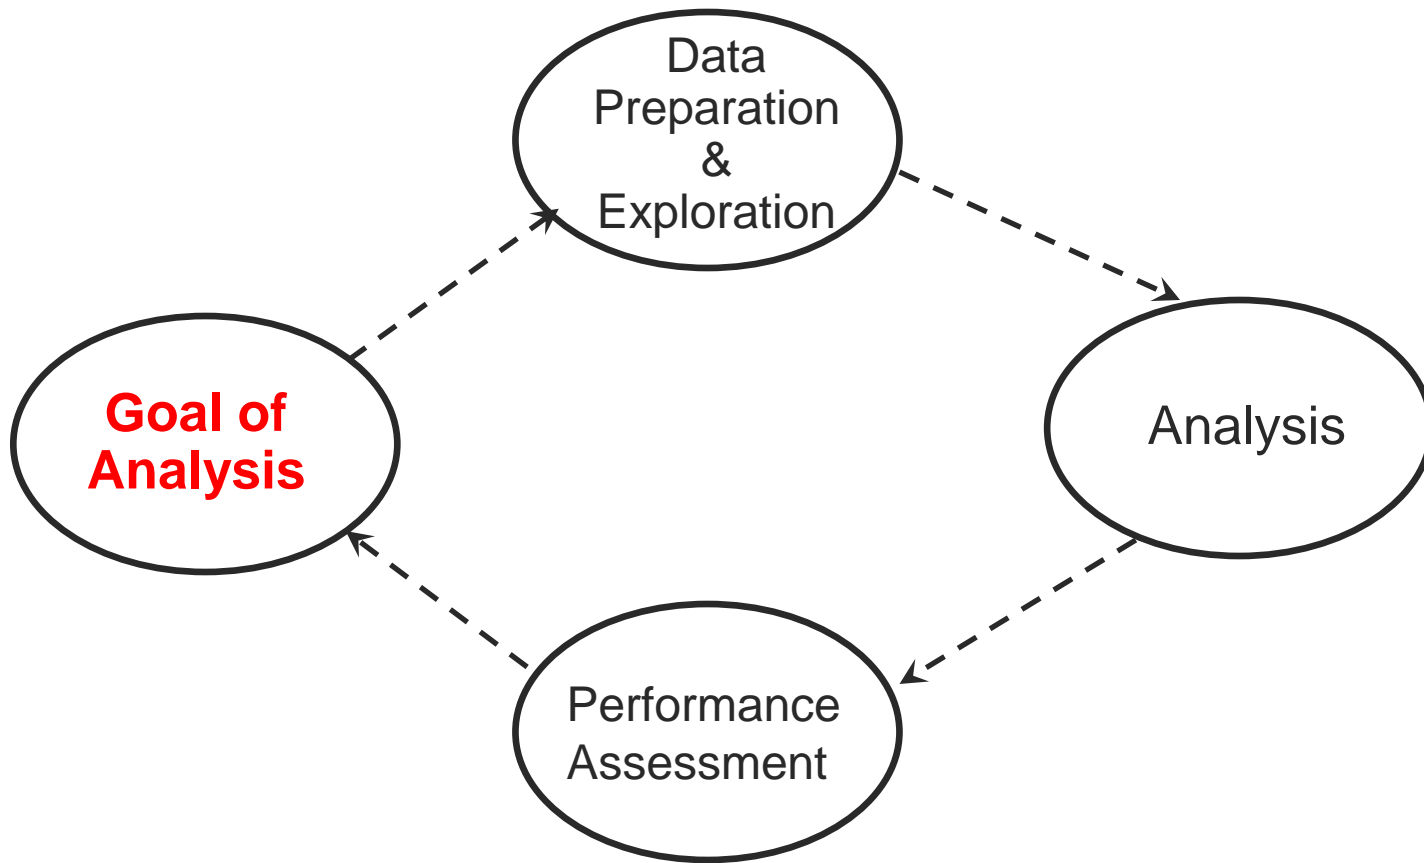 Data
Preparation
&
Exploration
Goal of
Analysis
Analysis
Performance
Assessment